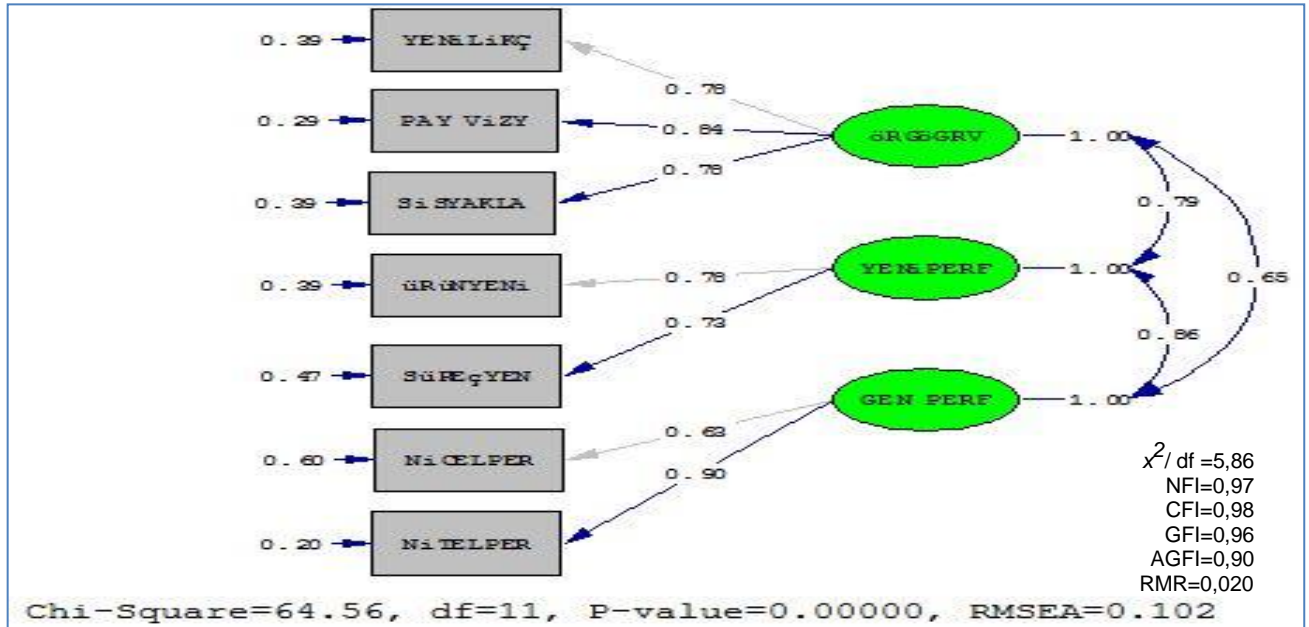 0.39 YENiLiKÇ
0.78
0.29 PAY ViZY
0.84
öRGöGRV 1.00
0.39 SiSYAKLA
0.78
0.79
0.39 üRüNYENi
0.78
YENiPERF 1.00
0.65
0.73
0.86
0.47 SüREçYEN
GEN PERF 1.00
0.63
0.60 NiCELPER
0.90
0.20 NiTELPER
x²/ df =5,86
NFI=0,97
CFI=0,98
GFI=0,96
AGFI=0,90
RMR=0,020
Chi-Square=64.56, df=11, P-value=0.00000, RMSEA=0.102